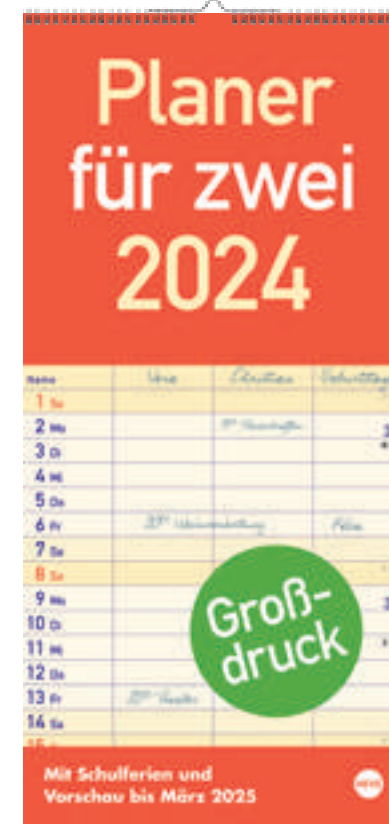 Planer
für zwei
2024
Name
1 So
2 Mo
3 Di
4 Mi
5 Do
6 Fr
7 Sa
8 So
9 Mo
10 Di
11 Mi
12 Do
13 Fr
14 Sa
Groß-
druck
Mit Schulferien und
Vorschau bis März 2025
HEYE